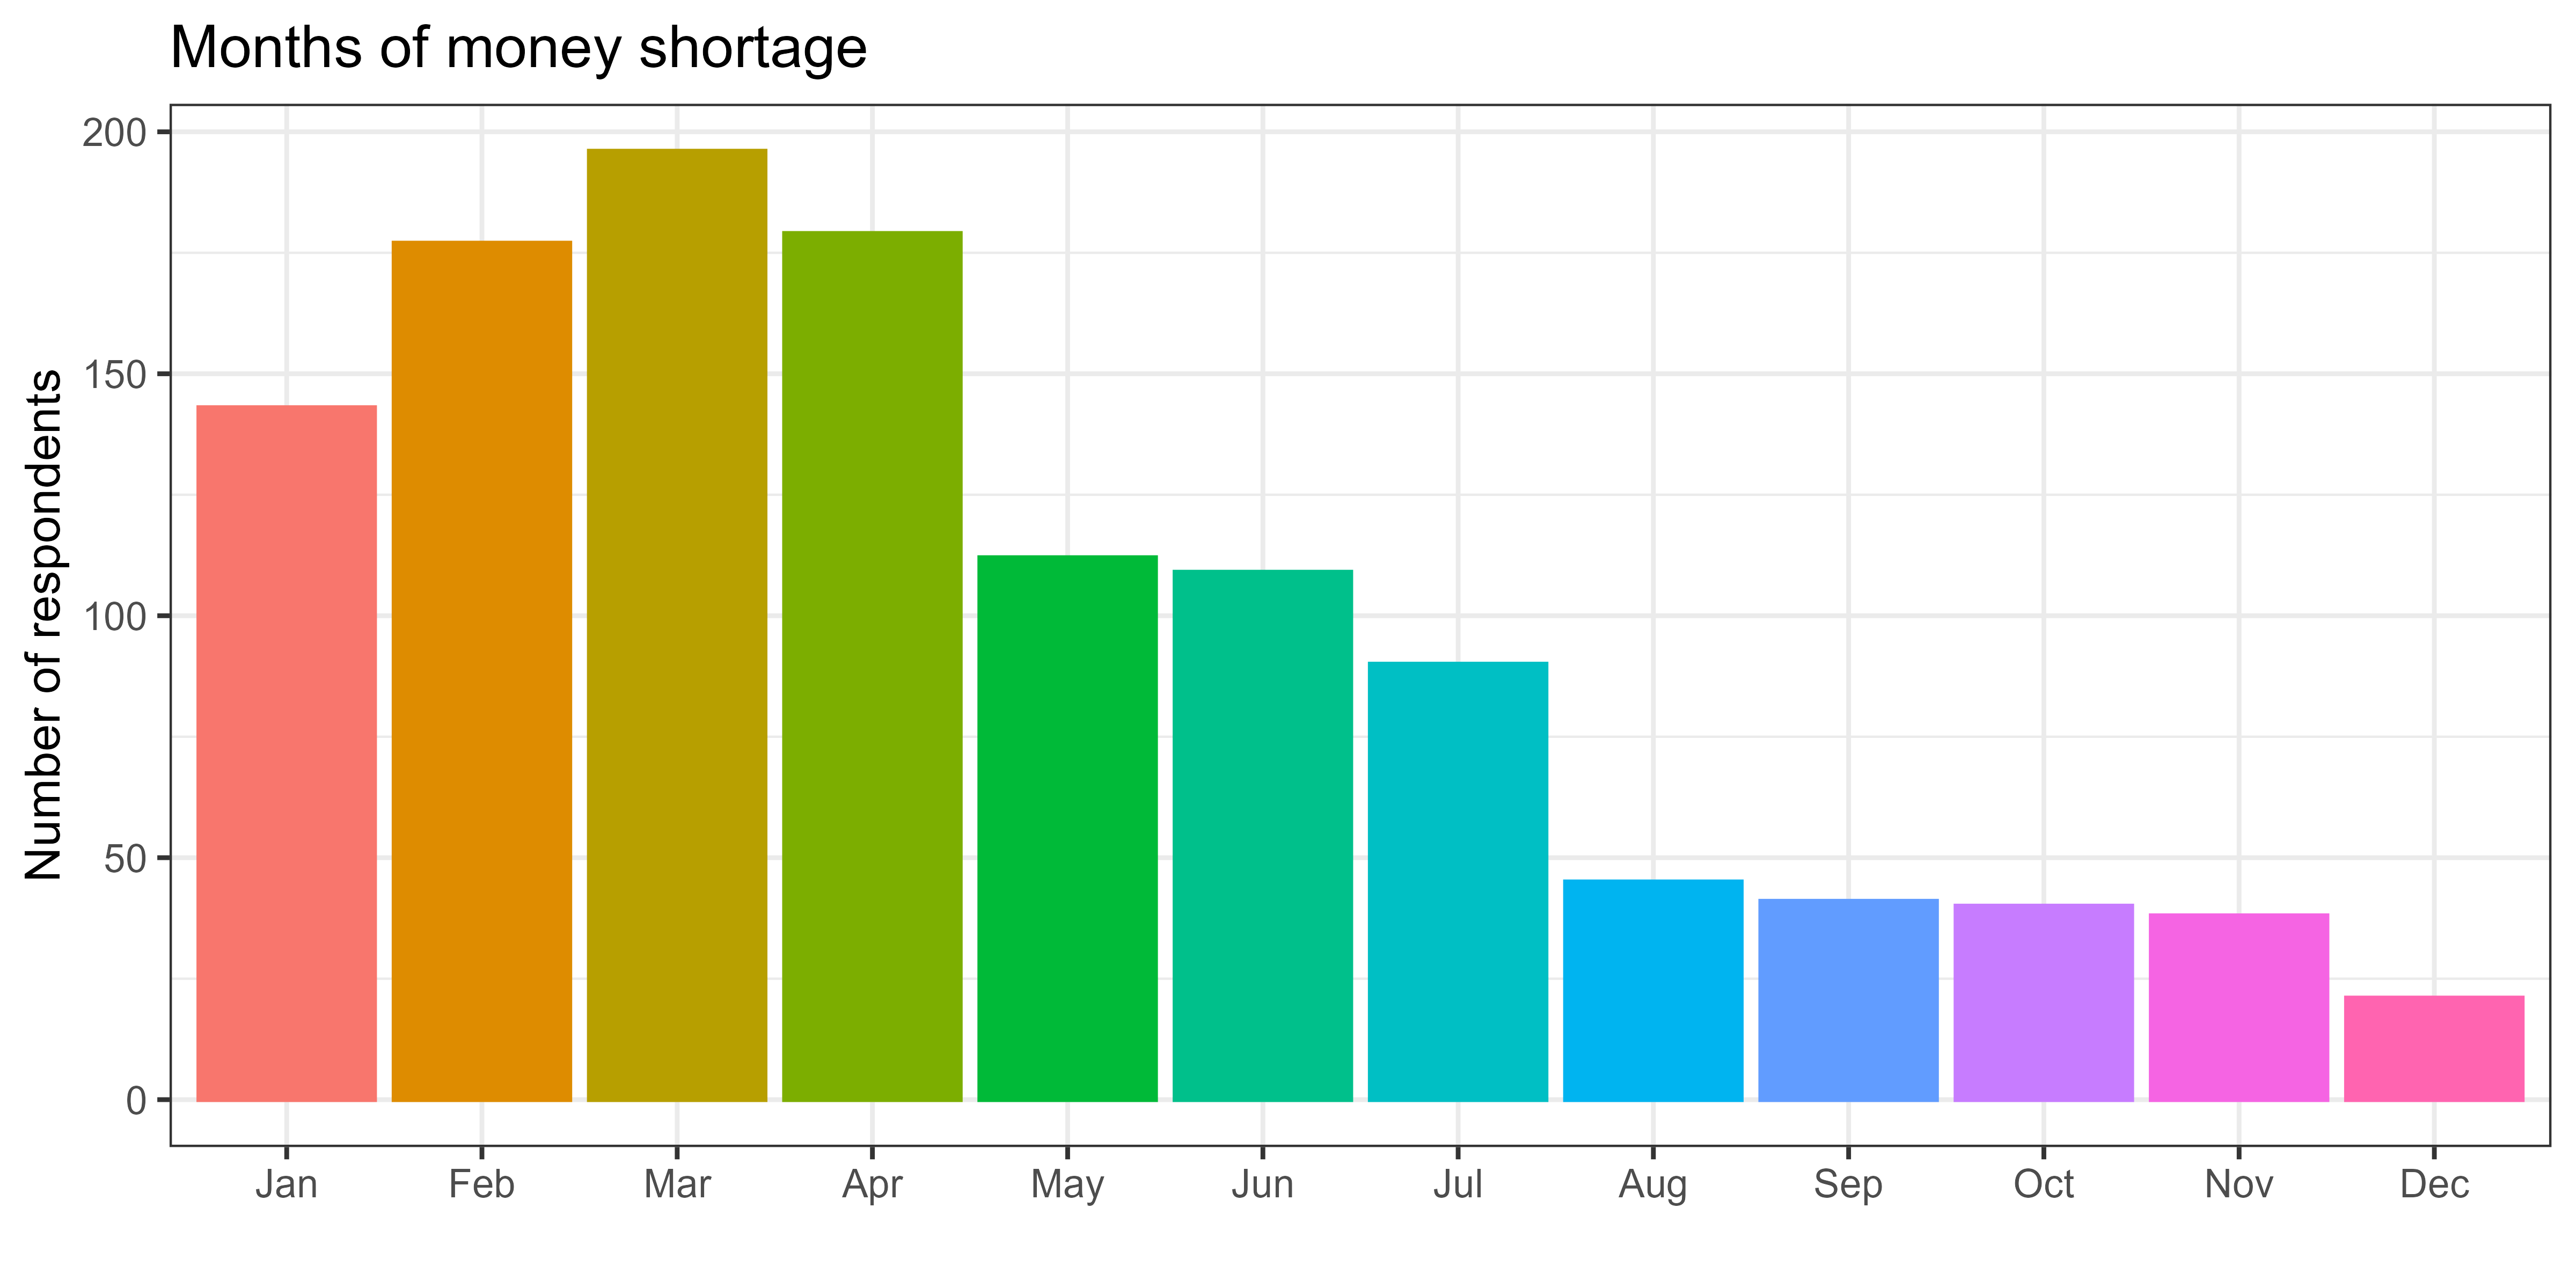 Months of money shortage
Number of respondents
200
150
100
50
0
Jan Feb Mar Apr May Jun Jul Aug Sep Oct Nov Dec